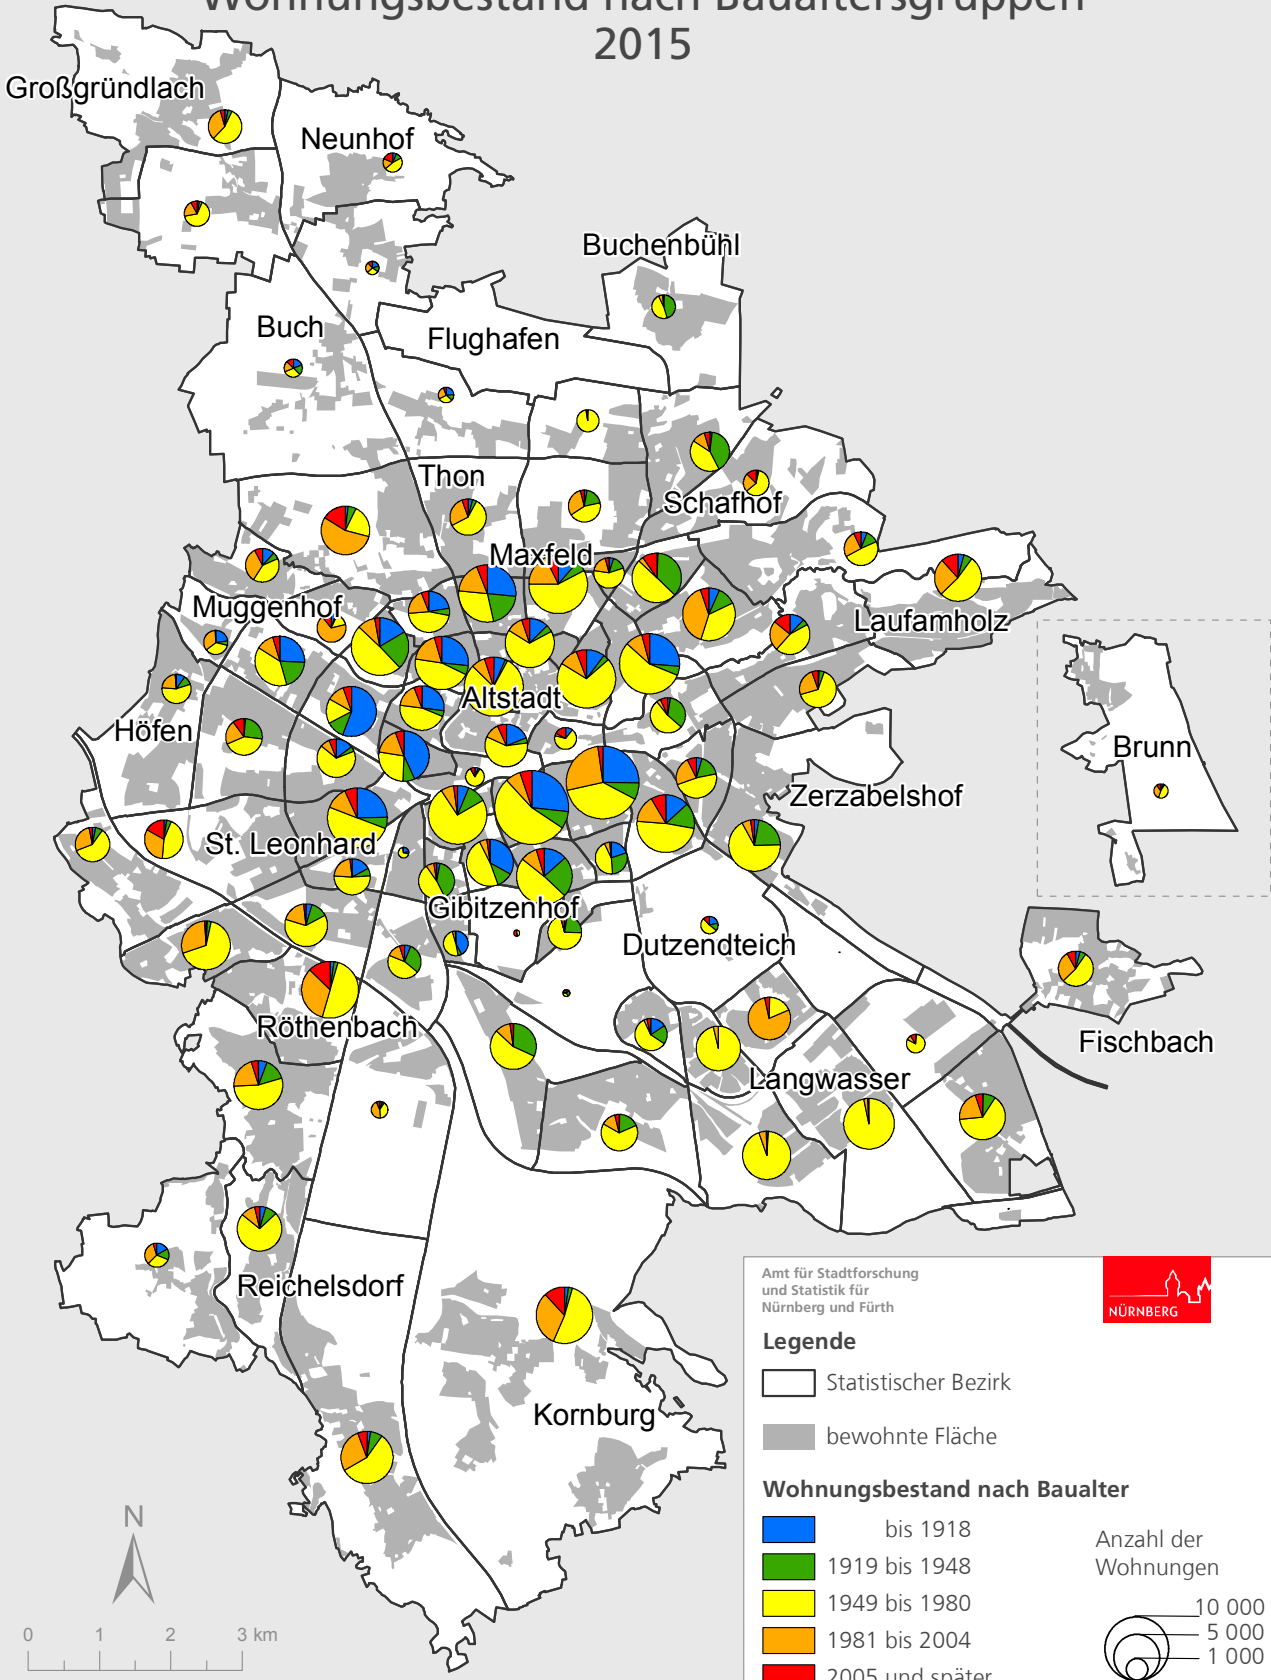 Wohnungsbestand nach Baualtersgruppen
2015
Großgründlach
Neunhof
Buchenbühl
Buch
Flughafen
Thon
Schafhof
Maxfeld
Muggenhof
Laufamholz
Altstadt
Höfen
Brunn
Zerzabelshof
St. Leonhard
Gibitzenhof
Dutzendteich
Röthenbach
Fischbach
Langwasser
Reichelsdorf
Kornburg
Amt für Stadtforschung
und Statistik für
Nürnberg und Fürth
NÜRNBERG
Legende
Statistischer Bezirk
bewohnte Fläche
Wohnungsbestand nach Baualter
bis 1918
1919 bis 1948
1949 bis 1980
1981 bis 2004
2005 und später
Anzahl der
Wohnungen
10 000
5 000
1 000
N
0 1 2 3 km